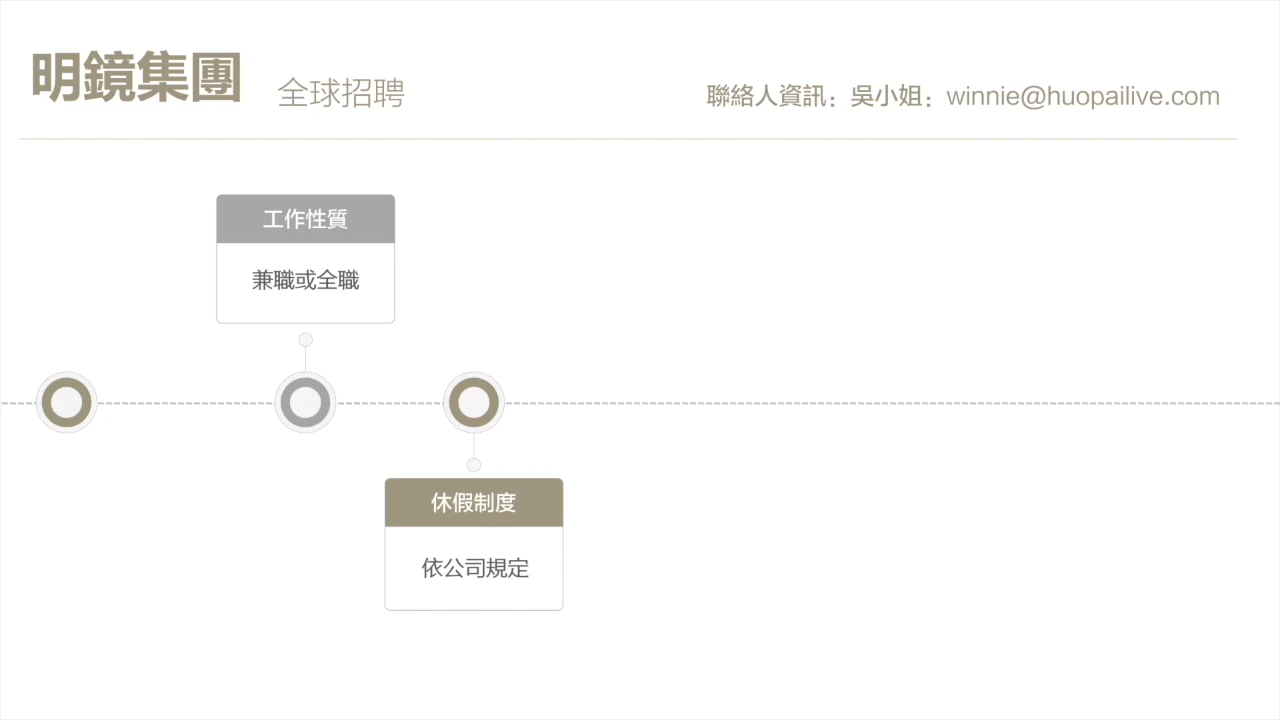 明鏡集團 全球招聘 聯絡人資訊：吳小姐：winnie@huopailive.com
工作性質
兼職或全職
休假制度
依公司規定